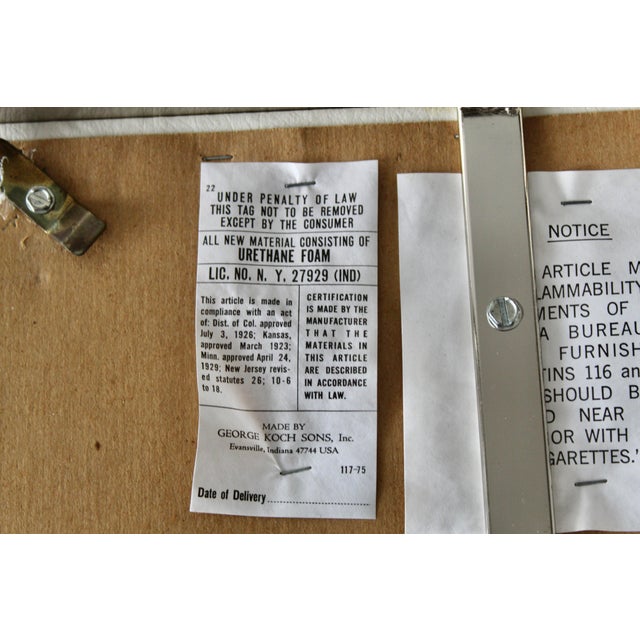 22
UNDER PENALTY OF LAW
THIS TAG NOT TO BE REMOVED
EXCEPT BY THE CONSUMER
ALL NEW MATERIAL CONSISTING OF
URETHANE FOAM
LIC. NO. N. Y. 27929 (IND)
This article is made in
compliance with an act
of: Dist. of Col. approved
July 3, 1926; Kansas,
approved March 1923;
Minn. approved April 24,
1929; New Jersey revis-
ed statutes 26; 10-6
to 18.
CERTIFICATION
IS MADE BY THE
MANUFACTURER
THAT THE
MATERIALS IN
THIS ARTICLE
ARE DESCRIBED
IN ACCORDANCE
WITH LAW.
MADE BY
GEORGE KOCH SONS, Inc.
Evansville, Indiana 47744 USA
117-75
Date of Delivery
NOTICE
ARTICLE M
LAMMABILITY
MENTS OF
A BUREAU
FURNISH
TINS 116 an
SHOULD B
D NEAR
OR WITH
GARETTES.'